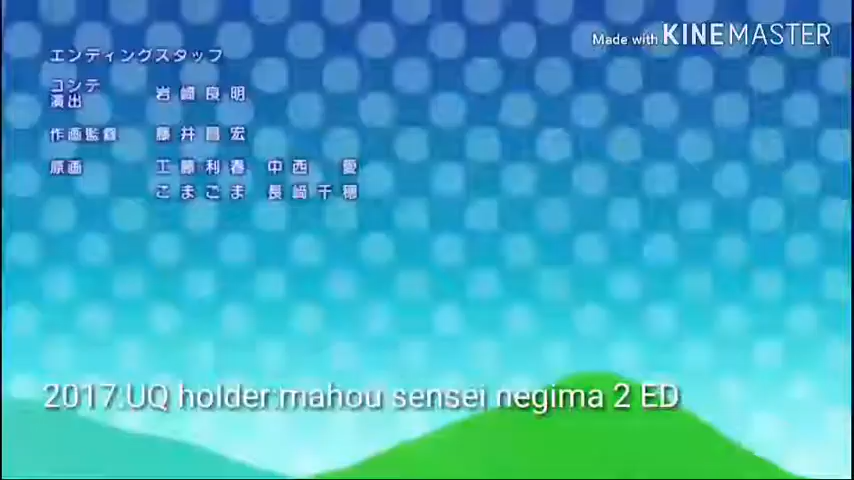 Made with KINEMASTER
エンディングスタッフ
コンテ
演出 岩崎良明
作画監督 藤井昌宏
原画 工藤利春 中西 愛
こまごま 長崎千穂
2017:UQ holder:mahou sensei negima 2 ED